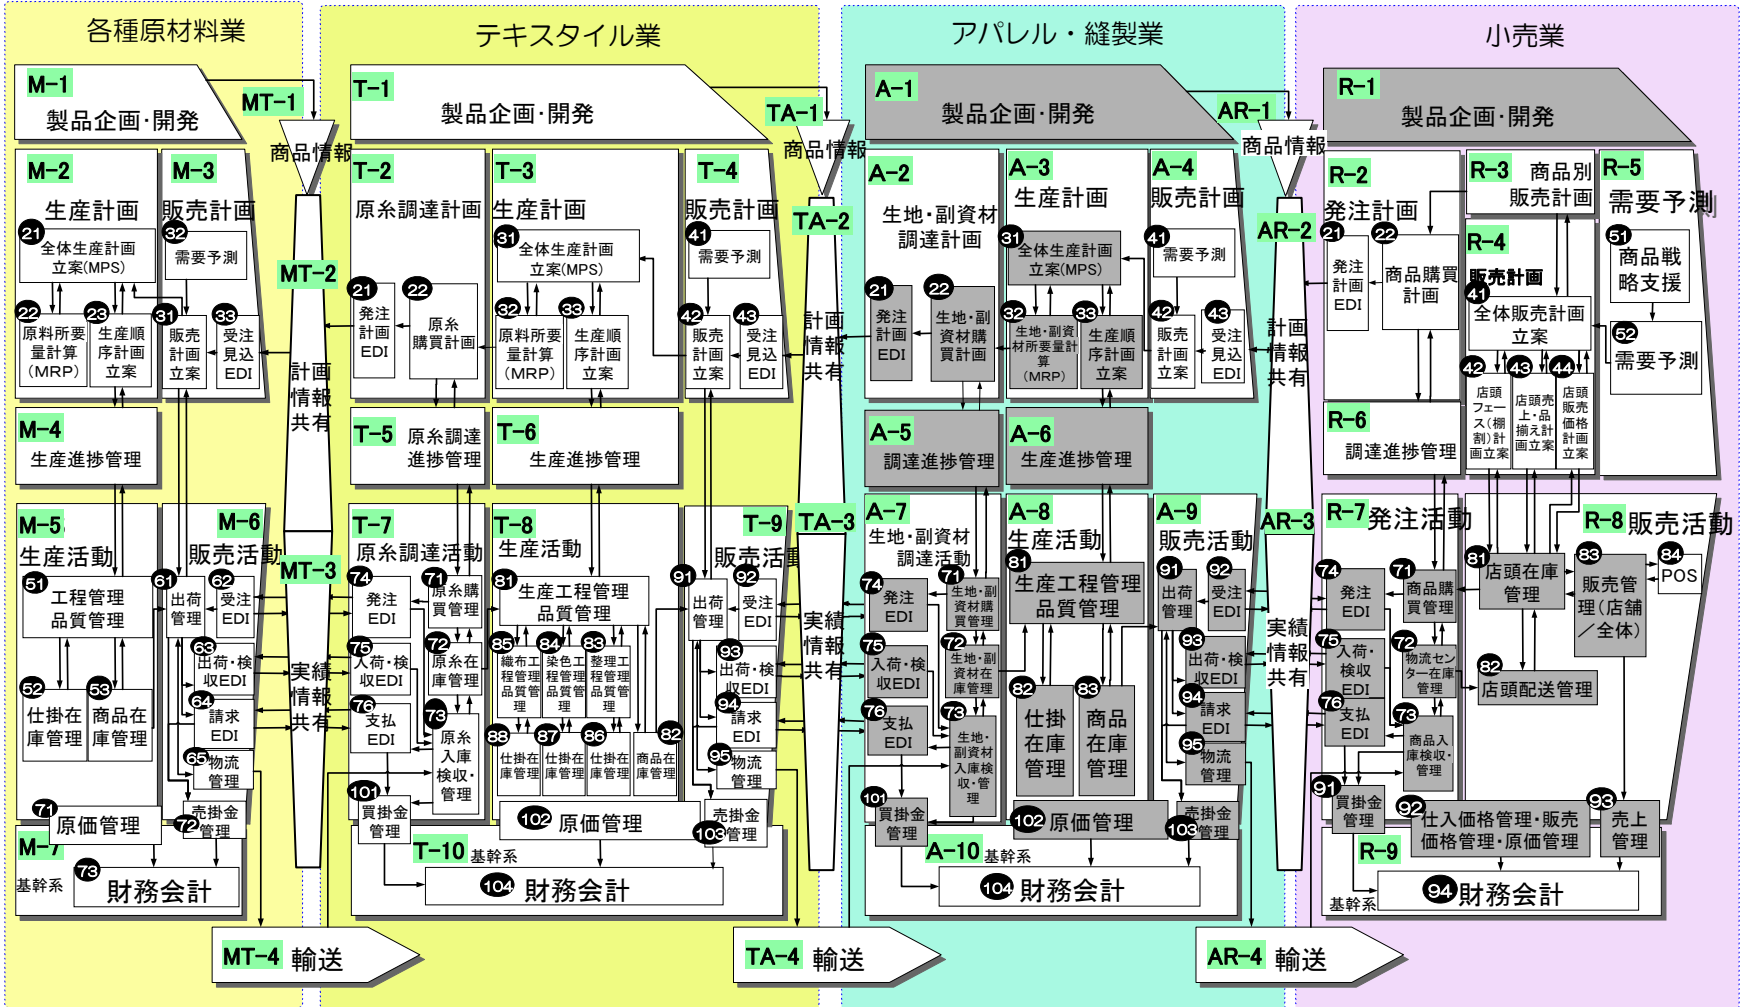 各種原材料業
M-1
製品企画・開発
MT-1
商品情報
M-2
生産計画
21
全体生産計画
立案(MPS)
22
原料所要
量計算
(MRP)
23
生産順
序計画
立案
M-3
販売計画
32
需要予測
31
販売
計画
立案
33
受注
見込
EDI
MT-2
計画
情報
共有
M-4
生産進捗管理
M-5
生産活動
51
工程管理
品質管理
52
仕掛在
庫管理
53
商品在
庫管理
M-6
販売活動
61
出荷
管理
62
受注
EDI
63
出荷・検
収EDI
64
請求
EDI
65
物流
管理
MT-3
実績
情報
共有
71
原価管理
72
売掛金
管理
M-7
基幹系
73
財務会計
MT-4
輸送
テキスタイル業
T-1
製品企画・開発
TA-1
商品情報
T-2
原糸調達計画
21
発注
計画
EDI
22
原糸
購買計画
T-3
生産計画
31
全体生産計画
立案(MPS)
32
原料所要
量計算
(MRP)
33
生産順
序計画
立案
T-4
販売計画
41
需要予測
42
販売
計画
立案
43
受注
見込
EDI
TA-2
計画
情報
共有
T-5
原糸調達
進捗管理
T-6
生産進捗管理
T-7
原糸調達活動
74
発注
EDI
71
原糸購
買管理
75
入荷・検
収EDI
72
原糸在
庫管理
76
支払
EDI
73
原糸
入庫
検収・
管理
T-8
生産活動
81
生産工程管理
品質管理
85
織布工
程管理
品質管
理
84
染色工
程管理
品質管
理
83
整理工
程管理
品質管
理
88
仕掛在
庫管理
87
仕掛在
庫管理
86
仕掛在
庫管理
82
商品在
庫管理
T-9
販売活動
91
出荷
管理
92
受注
EDI
93
出荷・検
収EDI
94
請求
EDI
95
物流
管理
TA-3
実績
情報
共有
101
買掛金
管理
102
原価管理
103
売掛金
管理
T-10
基幹系
104
財務会計
TA-4
輸送
アパレル・縫製業
A-1
製品企画・開発
AR-1
商品情報
A-2
生地・副資材
調達計画
21
発注
計画
EDI
22
生地・副
資材購
買計画
A-3
生産計画
31
全体生産計画
立案(MPS)
32
生地・副資
材所要量計
算
(MRP)
33
生産順
序計画
立案
A-4
販売計画
41
需要予測
42
販売
計画
立案
43
受注
見込
EDI
AR-2
計画
情報
共有
A-5
調達進捗管理
A-6
生産進捗管理
A-7
生地・副資材
調達活動
74
発注
EDI
71
生地・副
資材購
買管理
75
入荷・検
収EDI
72
生地・副
資材在
庫管理
76
支払
EDI
73
生地・
副資材
入庫検
収・管
理
A-8
生産活動
81
生産工程管理
品質管理
82
仕掛
在庫
管理
83
商品
在庫
管理
A-9
販売活動
91
出荷
管理
92
受注
EDI
93
出荷・検
収EDI
94
請求
EDI
95
物流
管理
AR-3
実績
情報
共有
101
買掛金
管理
102
原価管理
103
売掛金
管理
A-10
基幹系
104
財務会計
AR-4
輸送
小売業
R-1
製品企画・開発
R-2
発注計画
21
発注
計画
EDI
22
商品購買
計画
R-3
商品別
販売計画
R-4
販売計画
41
全体販売計画
立案
42
店頭
フェー
ス(棚
割)計
画立案
43
店頭売
上・品
揃え計
画立案
44
店頭
販売
価格
計画
立案
R-5
需要予測
51
商品戦
略支援
52
需要予測
R-6
調達進捗管理
R-7
発注活動
74
発注
EDI
71
商品購
買管理
75
入荷・
検収
EDI
72
物流セン
ター在庫
管理
76
支払
EDI
73
商品入
庫検収・
管理
R-8
販売活動
81
店頭在庫
管理
83
販売管
理(店舗
/全体)
84
POS
82
店頭配送管理
91
買掛金
管理
92
仕入価格管理・販売
価格管理・原価管理
93
売上
管理
R-9
基幹系
94
財務会計